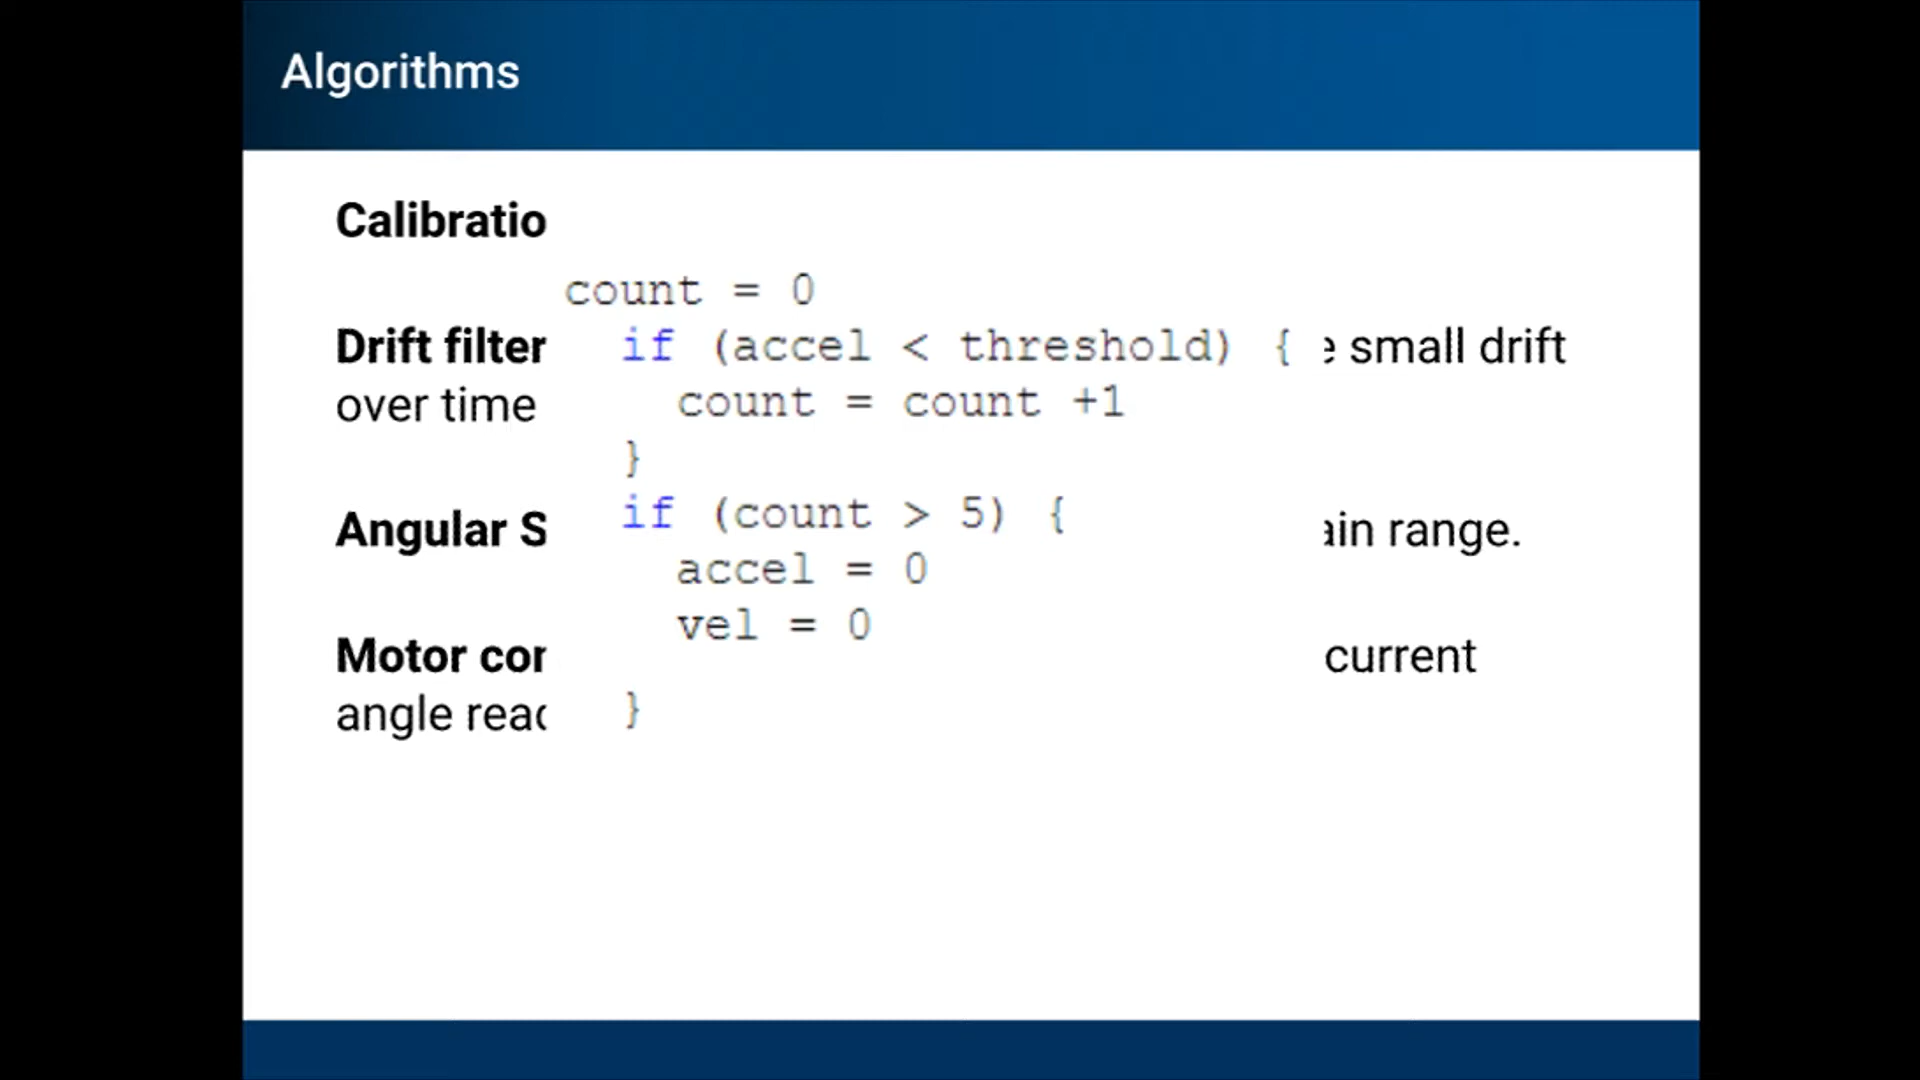 Algorithms
Calibratio
count = 0
Drift filter if (accel < threshold) { small drift
over time count = count +1
}
Angular S if (count > 5) { ain range.
accel = 0
vel = 0
Motor cor current
angle read }